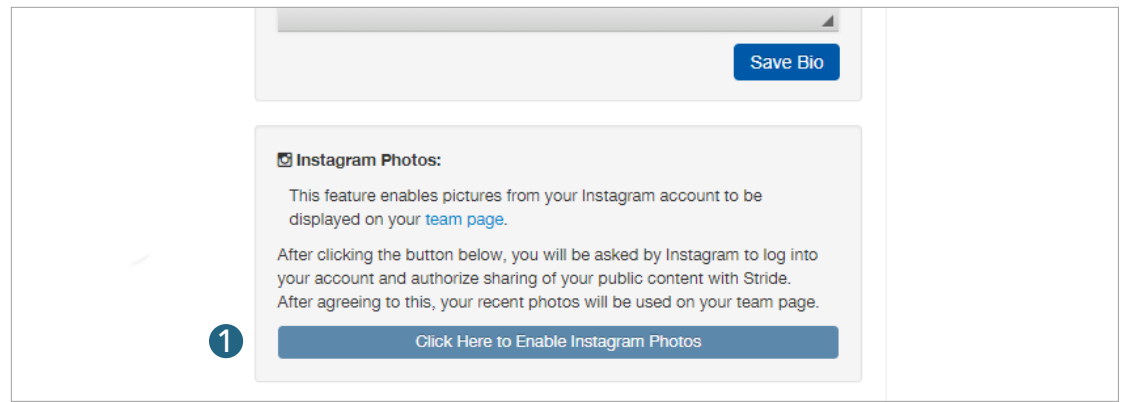 Save Bio
Instagram Photos:
This feature enables pictures from your Instagram account to be
displayed on your team page.
After clicking the button below, you will be asked by Instagram to log into
your account and authorize sharing of your public content with Stride.
After agreeing to this, your recent photos will be used on your team page.
1
Click Here to Enable Instagram Photos